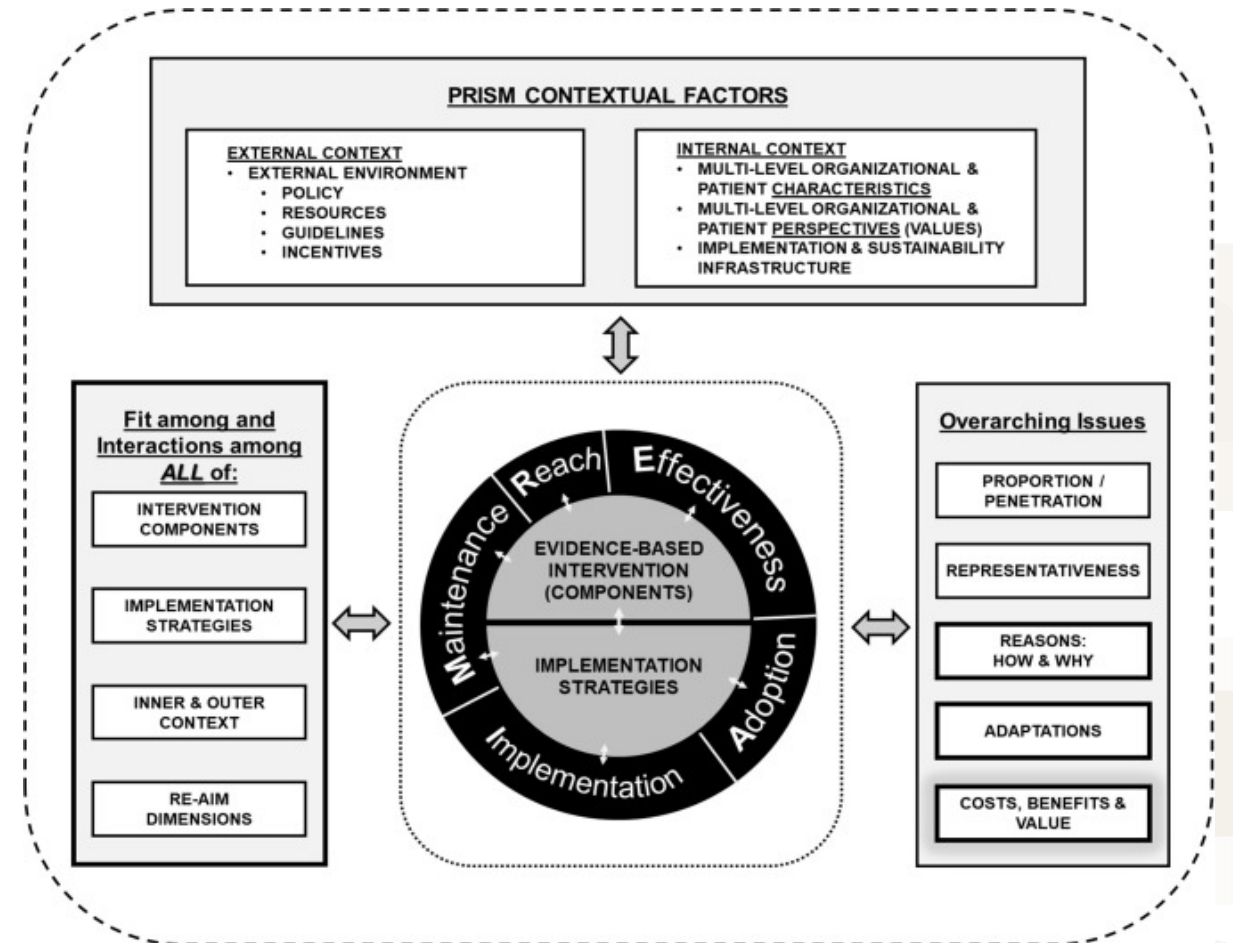 PRISM CONTEXTUAL FACTORS
EXTERNAL CONTEXT
• EXTERNAL ENVIRONMENT
• POLICY
• RESOURCES
• GUIDELINES
• INCENTIVES
INTERNAL CONTEXT
• MULTI-LEVEL ORGANIZATIONAL &
PATIENT CHARACTERISTICS
• MULTI-LEVEL ORGANIZATIONAL &
PATIENT PERSPECTIVES (VALUES)
• IMPLEMENTATION & SUSTAINABILITY
INFRASTRUCTURE
Fit among and
Interactions among
ALL of:
INTERVENTION
COMPONENTS
IMPLEMENTATION
STRATEGIES
INNER & OUTER
CONTEXT
RE-AIM
DIMENSIONS
Reach
Effectiveness
Adoption
Implementation
Maintenance
EVIDENCE-BASED
INTERVENTION
(COMPONENTS)
IMPLEMENTATION
STRATEGIES
Overarching Issues
PROPORTION /
PENETRATION
REPRESENTATIVENESS
REASONS:
HOW & WHY
ADAPTATIONS
COSTS, BENEFITS &
VALUE